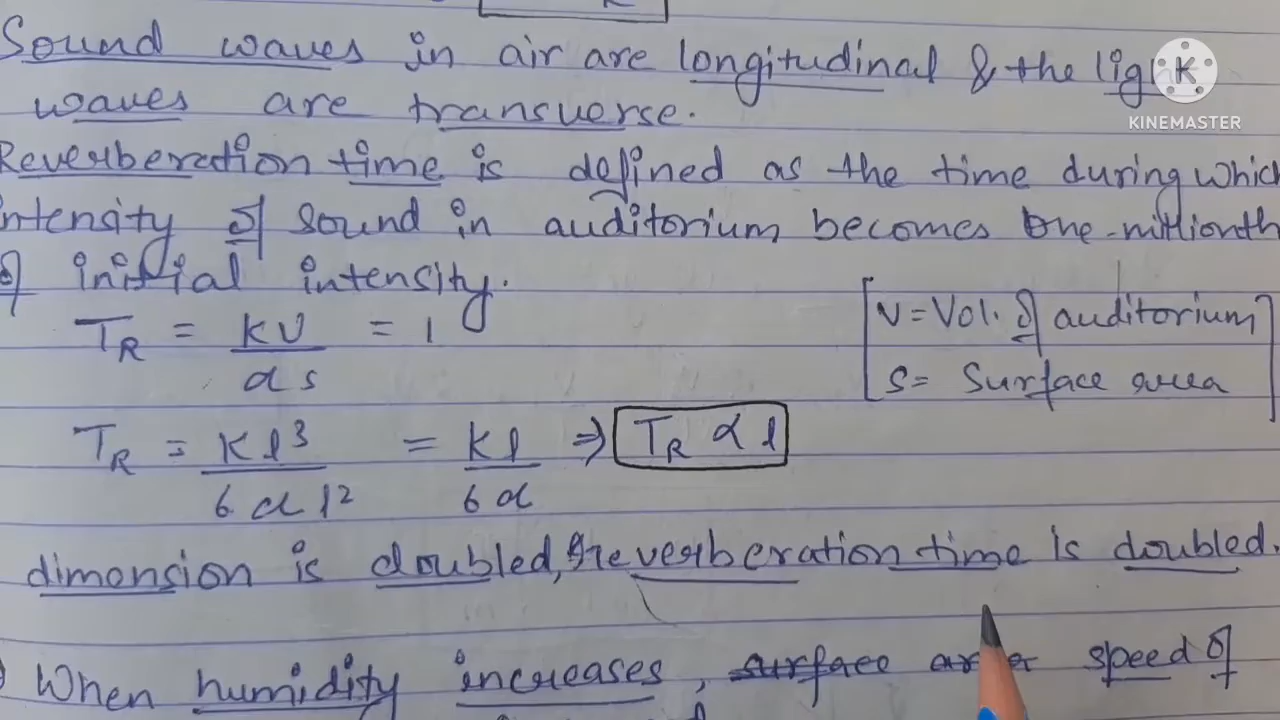 Sound waves in air are longitudinal & the light
K
KINEMASTER
waves are transverse.
Reverberation time is defined as the time during which
intensity of sound in auditorium becomes one-millionth
of initial intensity.
TR = KV/αs = 1
[V = Vol. of auditorium
S = Surface area]
TR = Kl³/6αl² = Kl/6α ⇒ TR ∝ l
dimension is doubled, reverberation time is doubled.
When humidity increases, surface area speed of